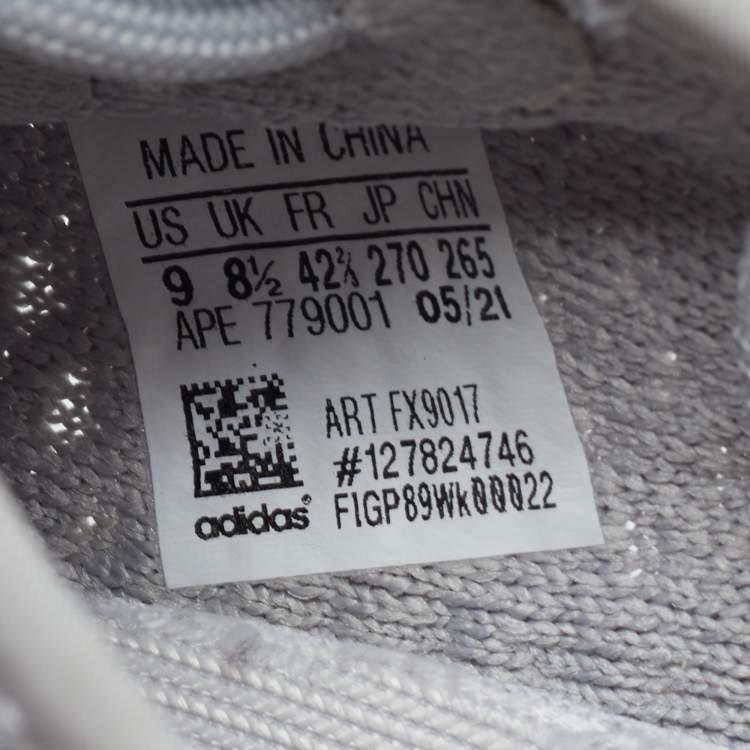 MADE IN CHINA
US UK FR JP CHN
9 8½ 42⅔ 270 265
APE 779001 05/21
ART FX9017
#127824746
FIGP89Wk00022
adidas®